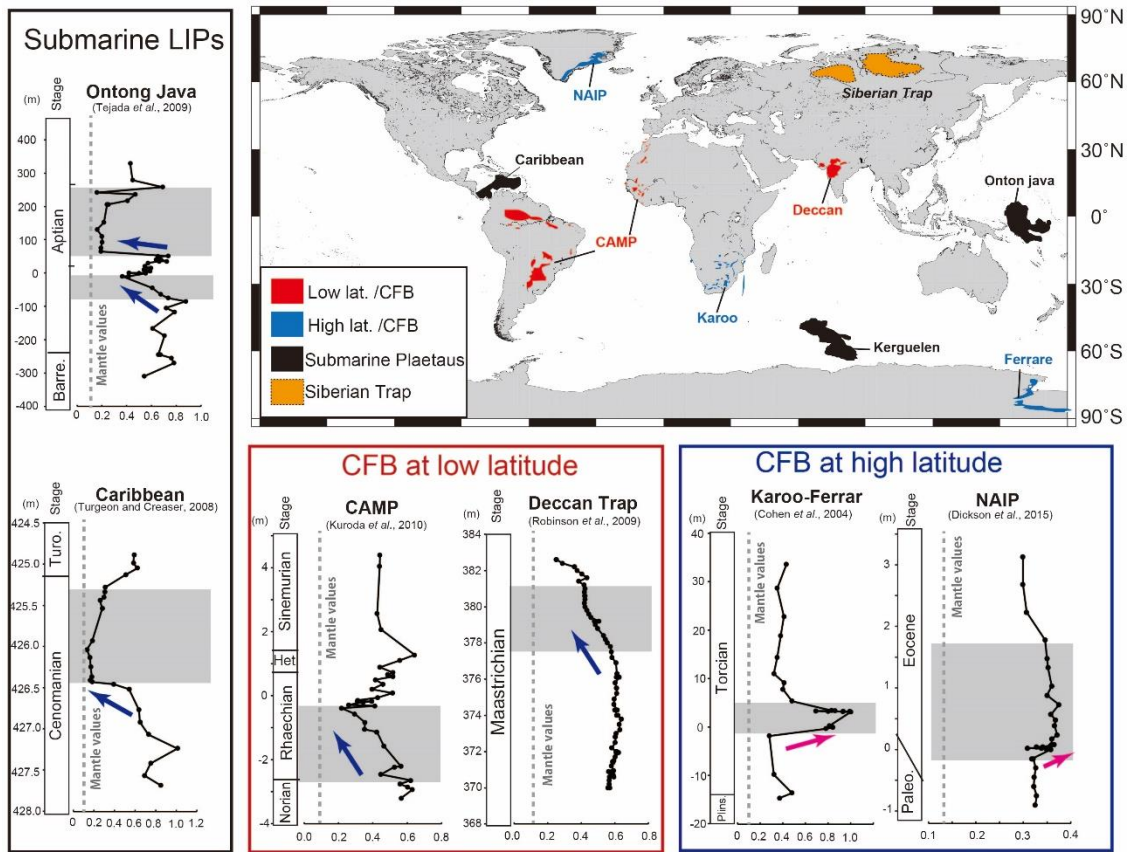 Submarine LIPs
Ontong Java
(Tejada et al., 2009)
(m)
Stage
400
300
200
100
0
-100
-200
-300
-400
Aptian
Barre.
Mantle values
0 0.2 0.4 0.6 0.8 1.0
Caribbean
(Turgeon and Creaser, 2008)
(m)
Stage
424.5
425.0
425.5
426.0
426.5
427.0
427.5
428.0
Turo.
Cenomanian
Mantle values
0 0.2 0.4 0.6 0.8 1.0 1.2
90°N
60°N
30°N
0°
30°S
60°S
90°S
NAIP
Siberian Trap
Caribbean
Deccan
Onton java
CAMP
Karoo
Kerguelen
Ferrare
Low lat. /CFB
High lat. /CFB
Submarine Plaetaus
Siberian Trap
CFB at low latitude
CAMP
(Kuroda et al., 2010)
(m)
Stage
4
2
0
-2
-4
Sinemurian
Het
Rhaechian
Norian
Mantle values
0 0.2 0.4 0.6 0.8
Deccan Trap
(Robinson et al., 2009)
(m)
Stage
384
382
380
378
376
374
372
370
368
Maastrichian
Mantle values
0 0.2 0.4 0.6 0.8
CFB at high latitude
Karoo-Ferrar
(Cohen et al., 2004)
(m)
Stage
40
30
20
10
0
-10
-20
Torcian
Plins.
Mantle values
0 0.2 0.4 0.6 0.8 1.0
NAIP
(Dickson et al., 2015)
(m)
Stage
3
2
1
0
-1
Eocene
Paleo.
Mantle values
0.1 0.2 0.3 0.4